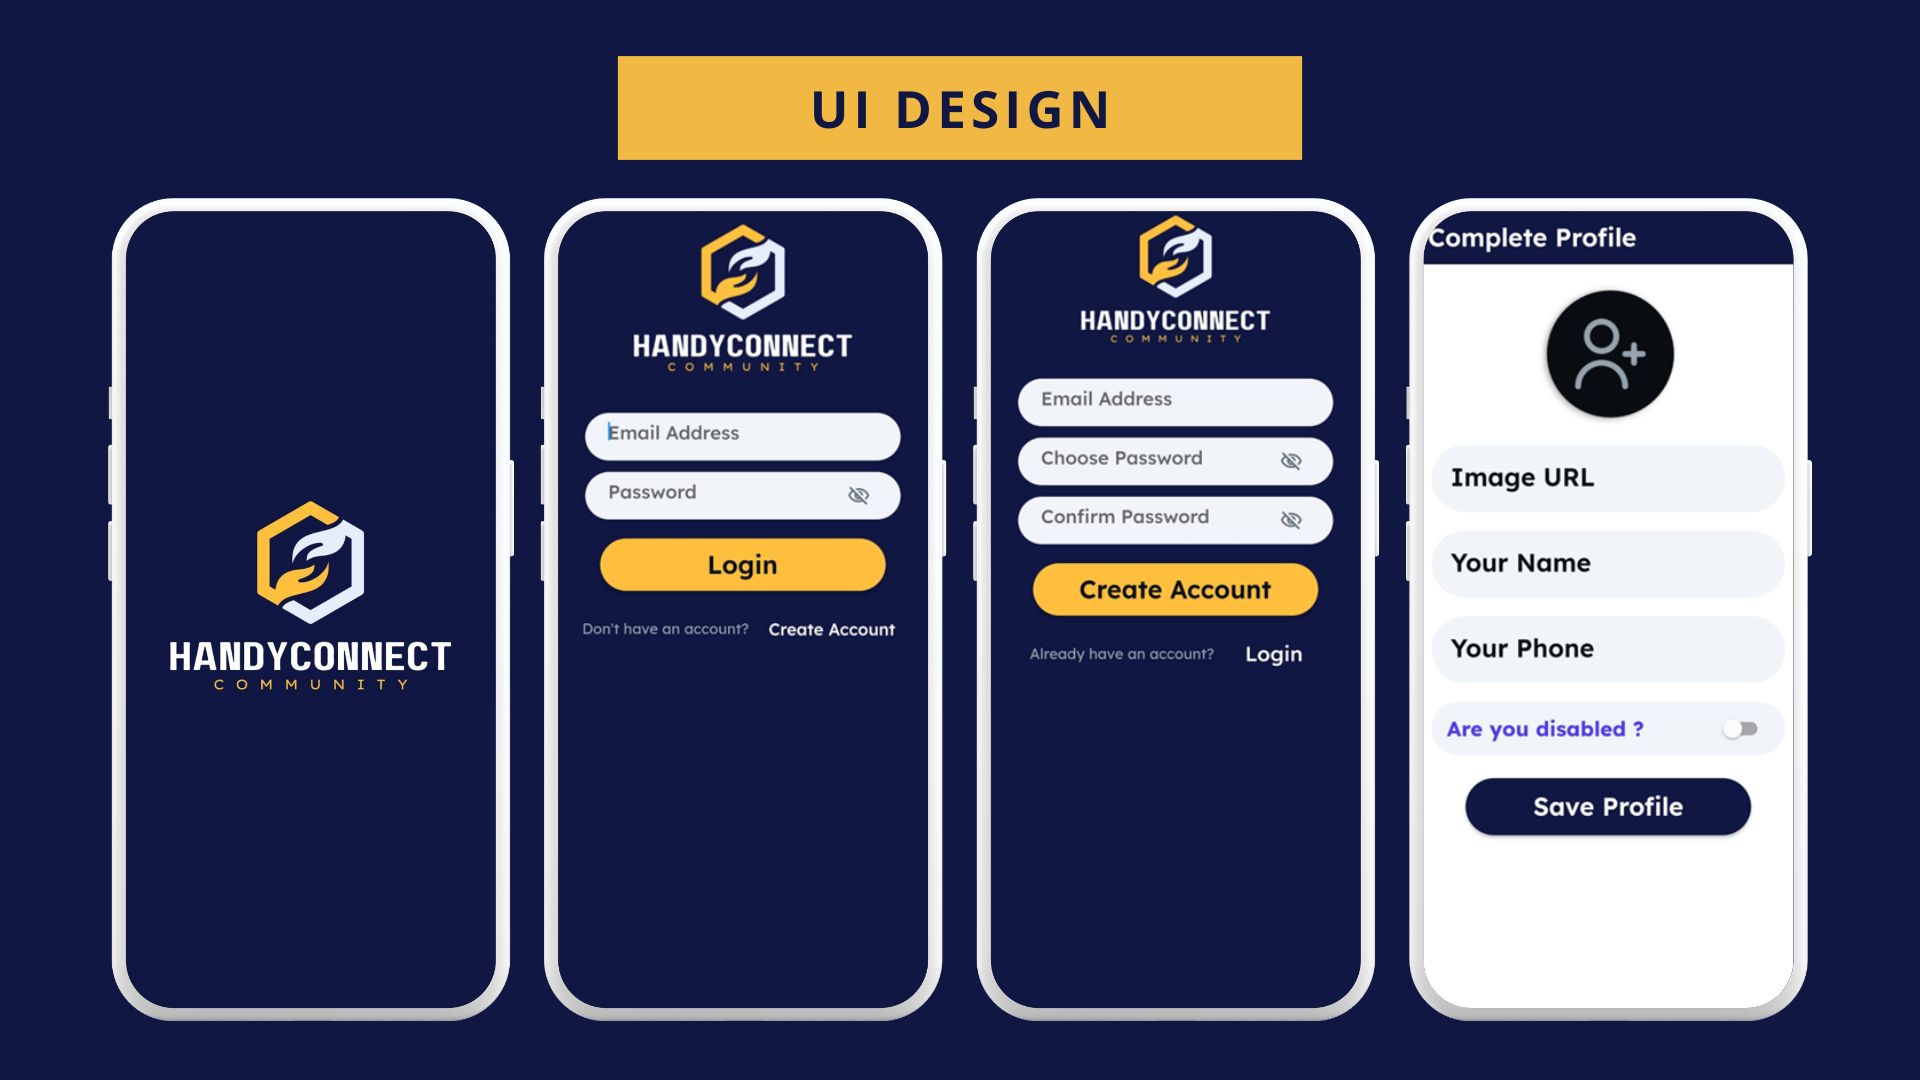 UI DESIGN
HANDYCONNECT
COMMUNITY
HANDYCONNECT
COMMUNITY
Email Address
Password
Login
Don't have an account? Create Account
HANDYCONNECT
COMMUNITY
Email Address
Choose Password
Confirm Password
Create Account
Already have an account? Login
Complete Profile
Image URL
Your Name
Your Phone
Are you disabled ?
Save Profile